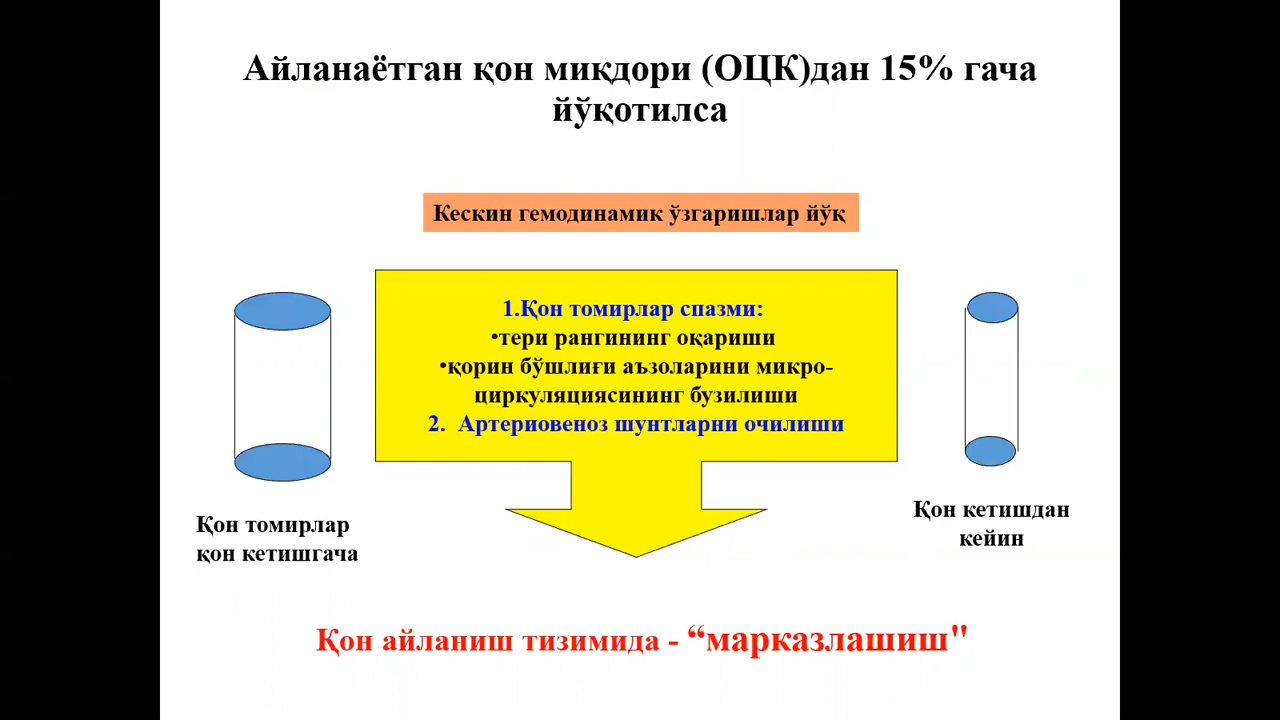 Айланаётган қон миқдори (ОЦК)дан 15% гача
йўқотилса
Кескин гемодинамик ўзгаришлар йўқ
1.Қон томирлар спазми:
•тери рангининг оқариши
•қорин бўшлиғи аъзоларини микро-
циркуляциясининг бузилиши
2. Артериовеноз шунтларни очилиши
Қон томирлар
қон кетишгача
Қон кетишдан
кейин
Қон айланиш тизимида - “марказлашиш"